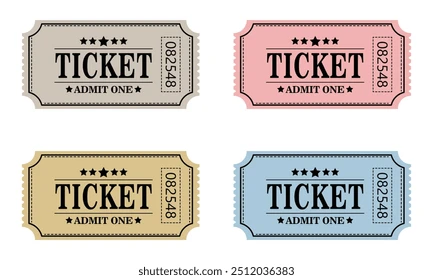 ★★★★★
TICKET
★ADMIT ONE★
082548
★★★★★
TICKET
★ADMIT ONE★
082548
★★★★★
TICKET
★ADMIT ONE★
082548
★★★★★
TICKET
★ADMIT ONE★
082548
shutterstock.com · 2512036383